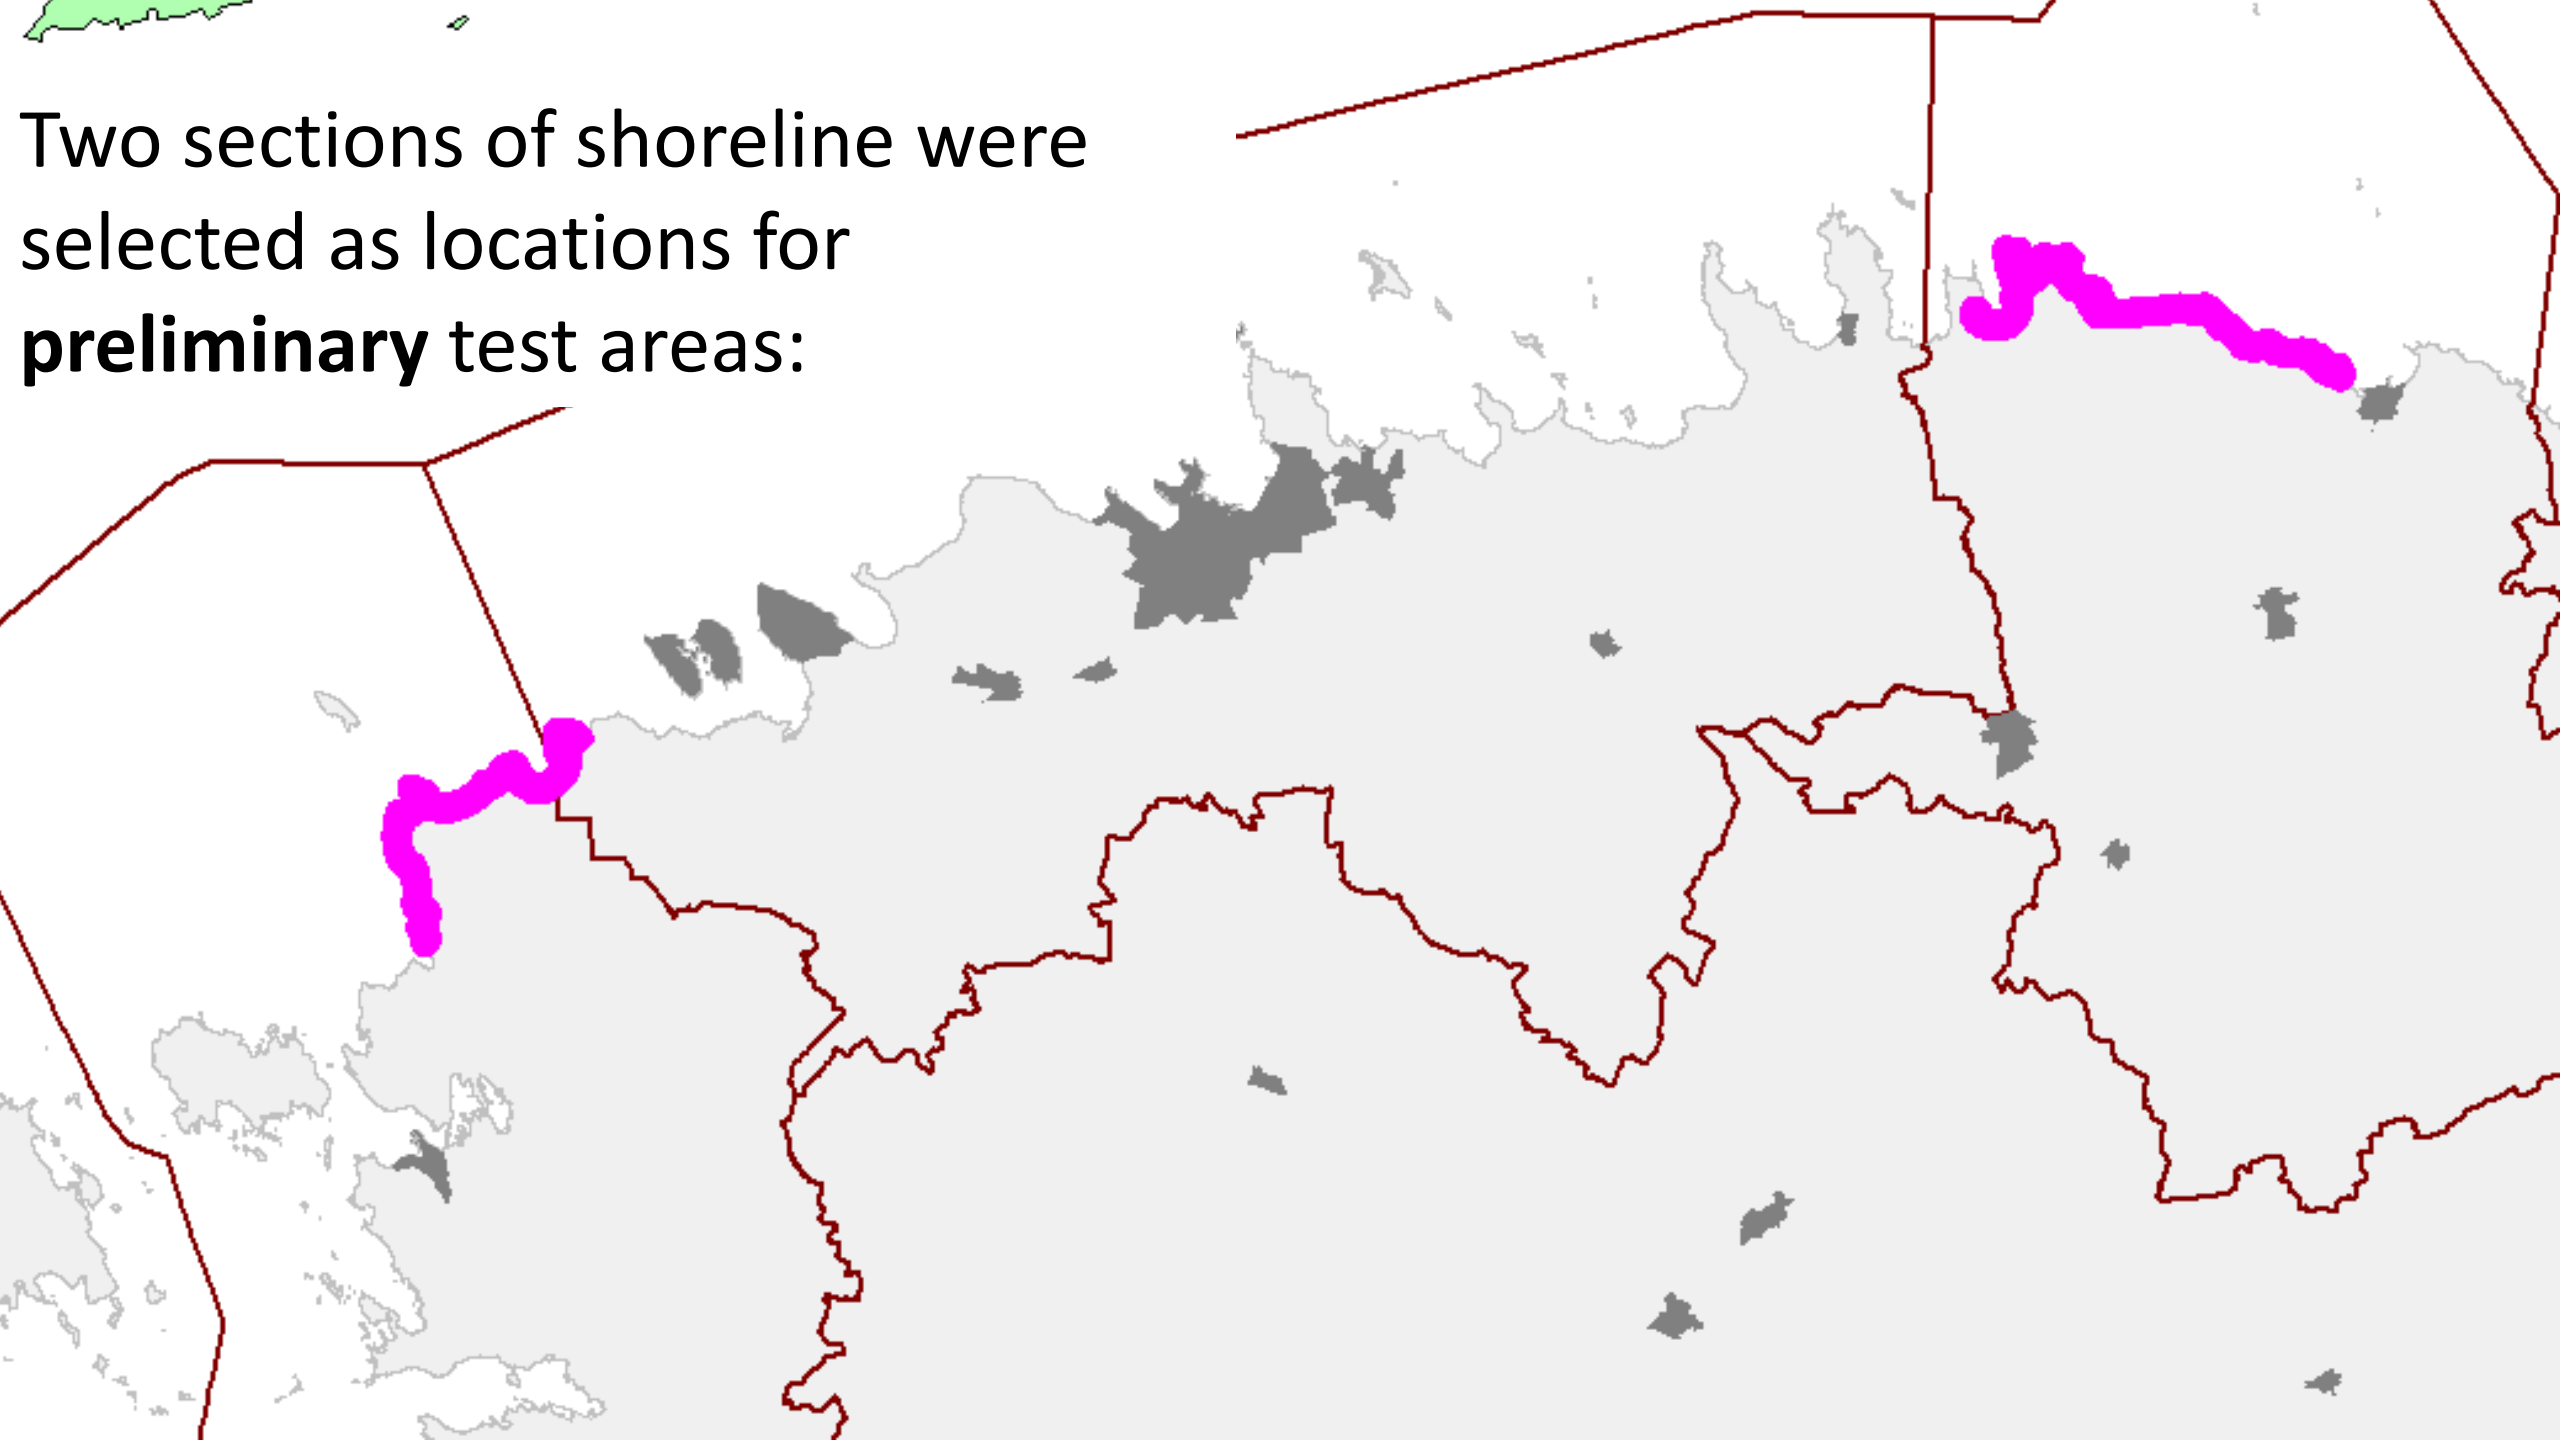 Two sections of shoreline were
selected as locations for
preliminary test areas: